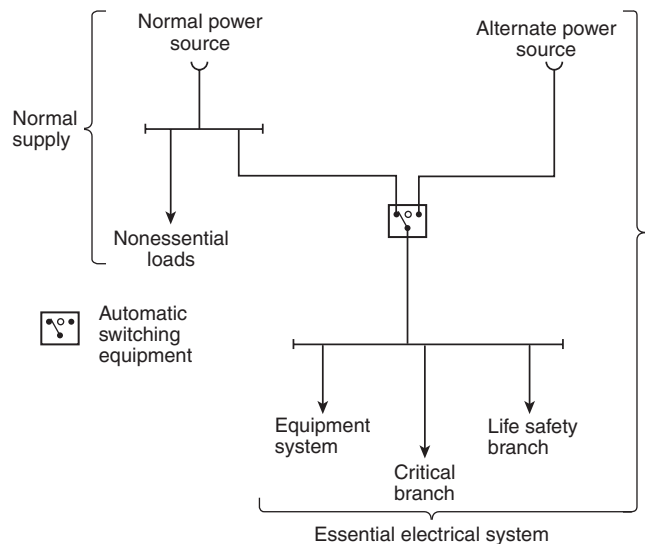 Normal power
source
Alternate power
source
Normal
supply
Nonessential
loads
Automatic
switching
equipment
Equipment
system
Critical
branch
Life safety
branch
Essential electrical system